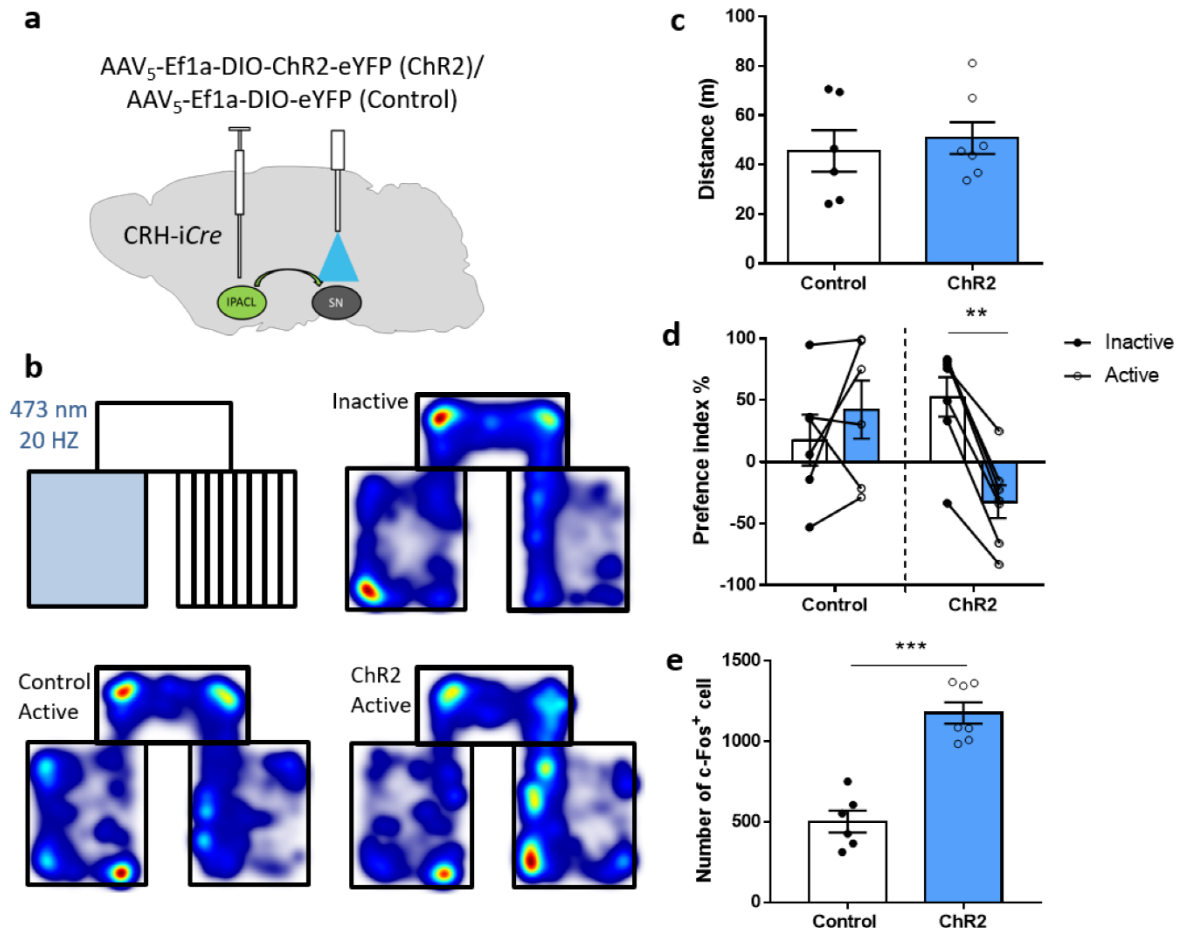 a
AAV5-Ef1a-DIO-ChR2-eYFP (ChR2)/
AAV5-Ef1a-DIO-eYFP (Control)
CRH-iCre
IPACL
SN
b
473 nm
20 HZ
Inactive
Control
Active
ChR2
Active
c
Distance (m)
100
80
60
40
20
0
Control
ChR2
d
Prefence index %
100
50
0
-50
-100
**
Inactive
Active
Control
ChR2
e
Number of c-Fos+ cell
1500
1000
500
0
***
Control
ChR2